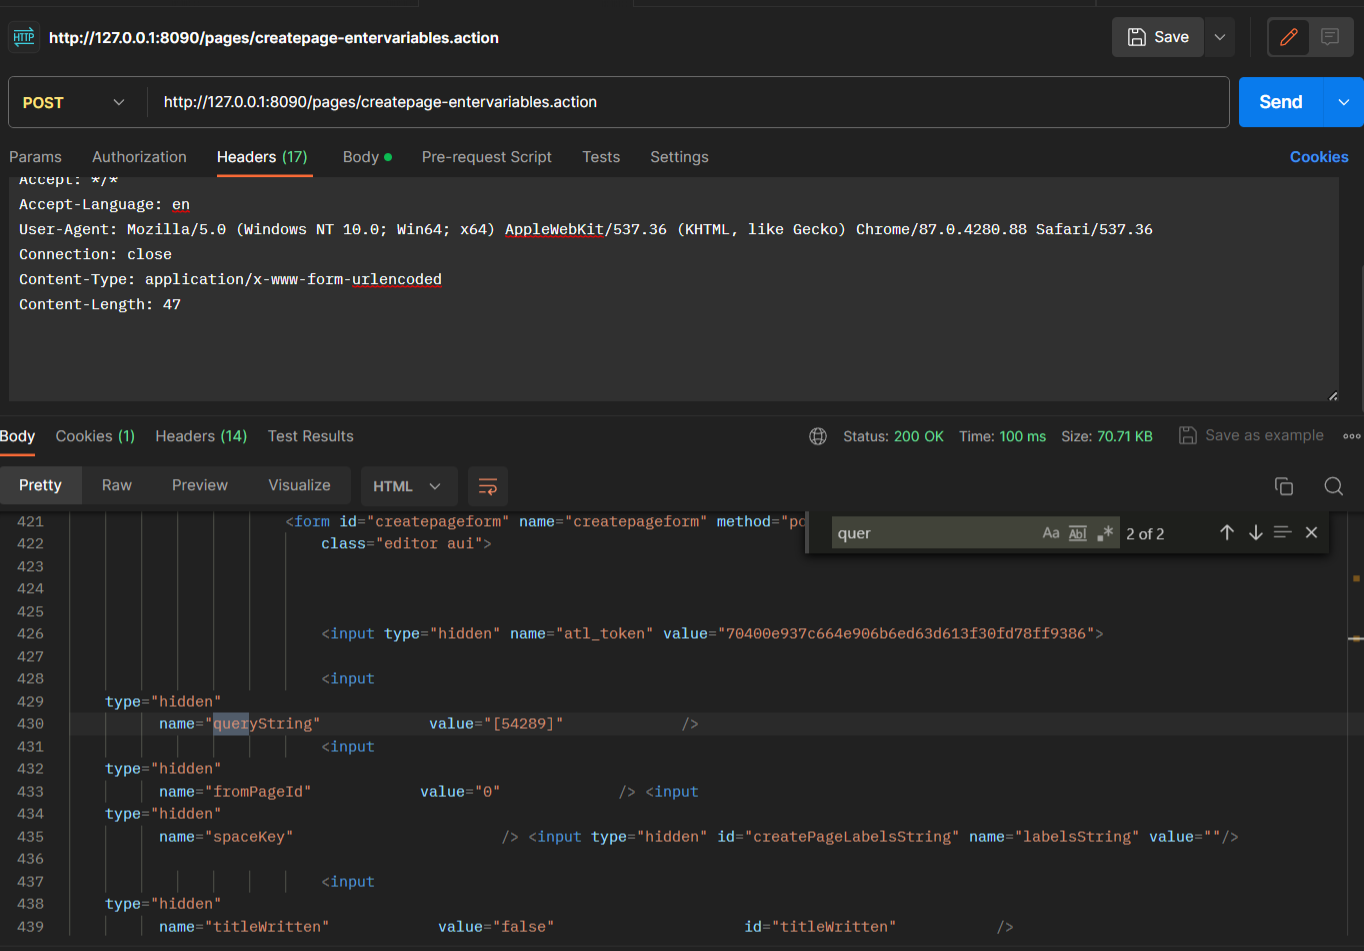 HTTP http://127.0.0.1:8090/pages/createpage-entervariables.action Save
POST http://127.0.0.1:8090/pages/createpage-entervariables.action Send
Params Authorization Headers (17) Body Pre-request Script Tests Settings Cookies
Accept: */*
Accept-Language: en
User-Agent: Mozilla/5.0 (Windows NT 10.0; Win64; x64) AppleWebKit/537.36 (KHTML, like Gecko) Chrome/87.0.4280.88 Safari/537.36
Connection: close
Content-Type: application/x-www-form-urlencoded
Content-Length: 47
Body Cookies (1) Headers (14) Test Results Status: 200 OK Time: 100 ms Size: 70.71 KB Save as example
Pretty Raw Preview Visualize HTML
quer Aa Abl .* 2 of 2
421 <form id="createpageform" name="createpageform" method="po
422 class="editor aui">
423
424
425
426 <input type="hidden" name="atl_token" value="70400e937c664e906b6ed63d613f30fd78ff9386">
427
428 <input
429 type="hidden"
430 name="queryString" value="[54289]" />
431 <input
432 type="hidden"
433 name="fromPageId" value="0" /> <input
434 type="hidden"
435 name="spaceKey" /> <input type="hidden" id="createPageLabelsString" name="labelsString" value=""/>
436
437 <input
438 type="hidden"
439 name="titleWritten" value="false" id="titleWritten" />